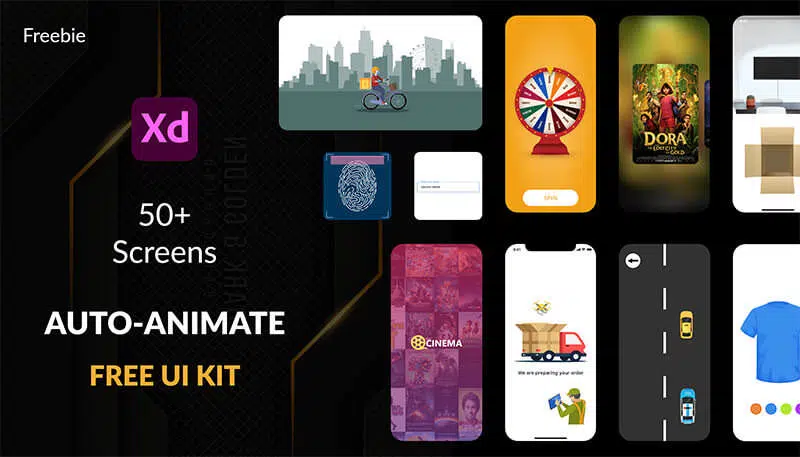 Freebie
Xd
50+
Screens
AUTO-ANIMATE
FREE UI KIT
SPIN
DORA
AND THE
LOST CITY
OF GOLD
CINEMA
We are preparing your order